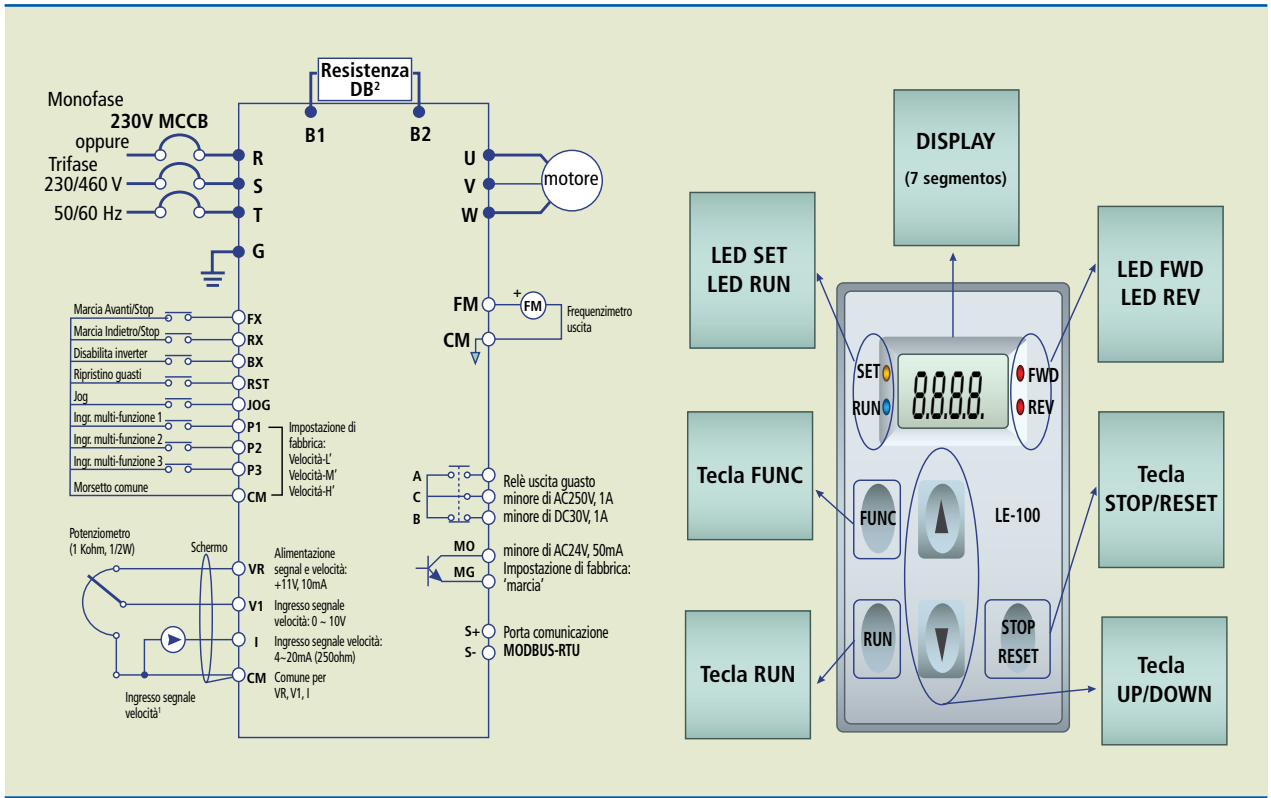 Resistenza
DB²
Monofase
230V MCCB
oppure
Trifase
230/460 V
50/60 Hz
B1
B2
R
S
T
G
U
V
W
motore
FM
+
FM
CM
Frequenzimetro
uscita
Marcia Avanti/Stop
FX
Marcia Indietro/Stop
RX
Disabilita inverter
BX
Ripristino guasti
RST
Jog
JOG
Ingr. multi-funzione 1
P1
Ingr. multi-funzione 2
P2
Ingr. multi-funzione 3
P3
Morsetto comune
CM
Impostazione di
fabbrica:
Velocità-L'
Velocità-M'
Velocità-H'
A
C
B
Relè uscita guasto
minore di AC250V, 1A
minore di DC30V, 1A
MO
MG
minore di AC24V, 50mA
Impostazione di fabbrica:
'marcia'
S+
S-
Porta comunicazione
MODBUS-RTU
Potenziometro
(1 Kohm, 1/2W)
Schermo
VR
Alimentazione
segnal e velocità:
+11V, 10mA
V1
Ingresso segnale
velocità: 0 ~ 10V
I
Ingresso segnale velocità:
4~20mA (250ohm)
CM
Comune per
VR, V1, I
Ingresso segnale
velocità¹
DISPLAY
(7 segmentos)
LED SET
LED RUN
LED FWD
LED REV
SET
RUN
8.8.8.8.
FWD
REV
Tecla FUNC
FUNC
LE-100
Tecla
STOP/RESET
RUN
STOP
RESET
Tecla RUN
Tecla
UP/DOWN